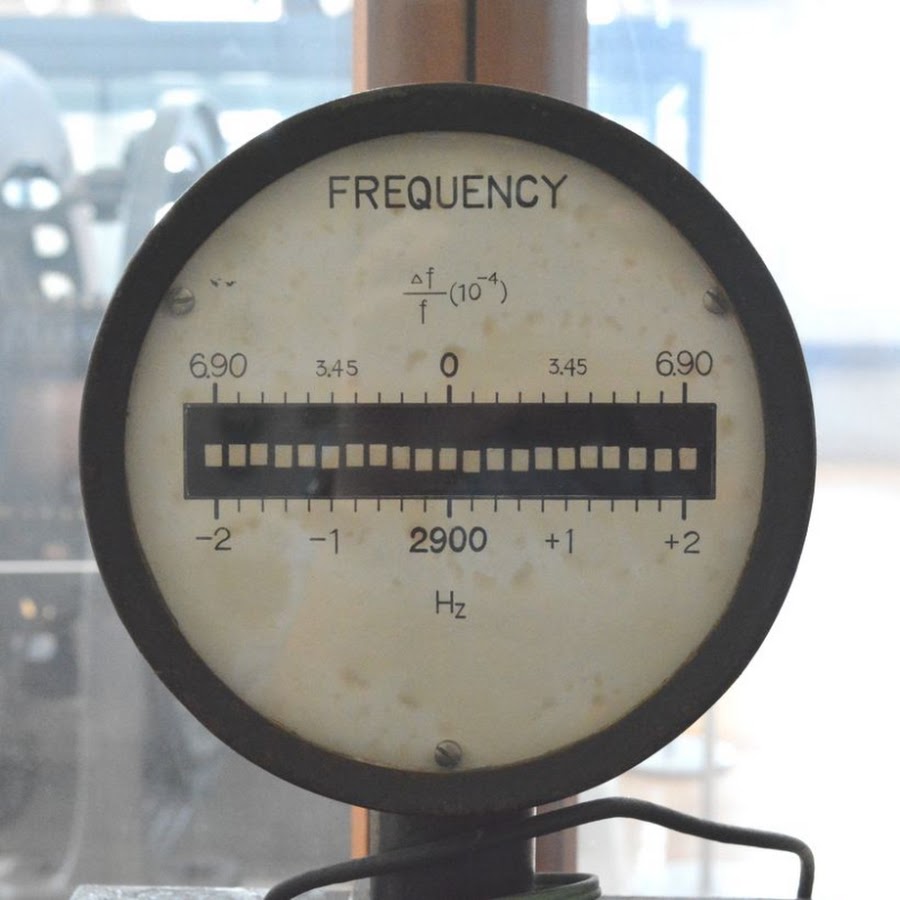 FREQUENCY
Δf/f (10⁻⁴)
6.90 3.45 0 3.45 6.90
-2 -1 2900 +1 +2
Hz